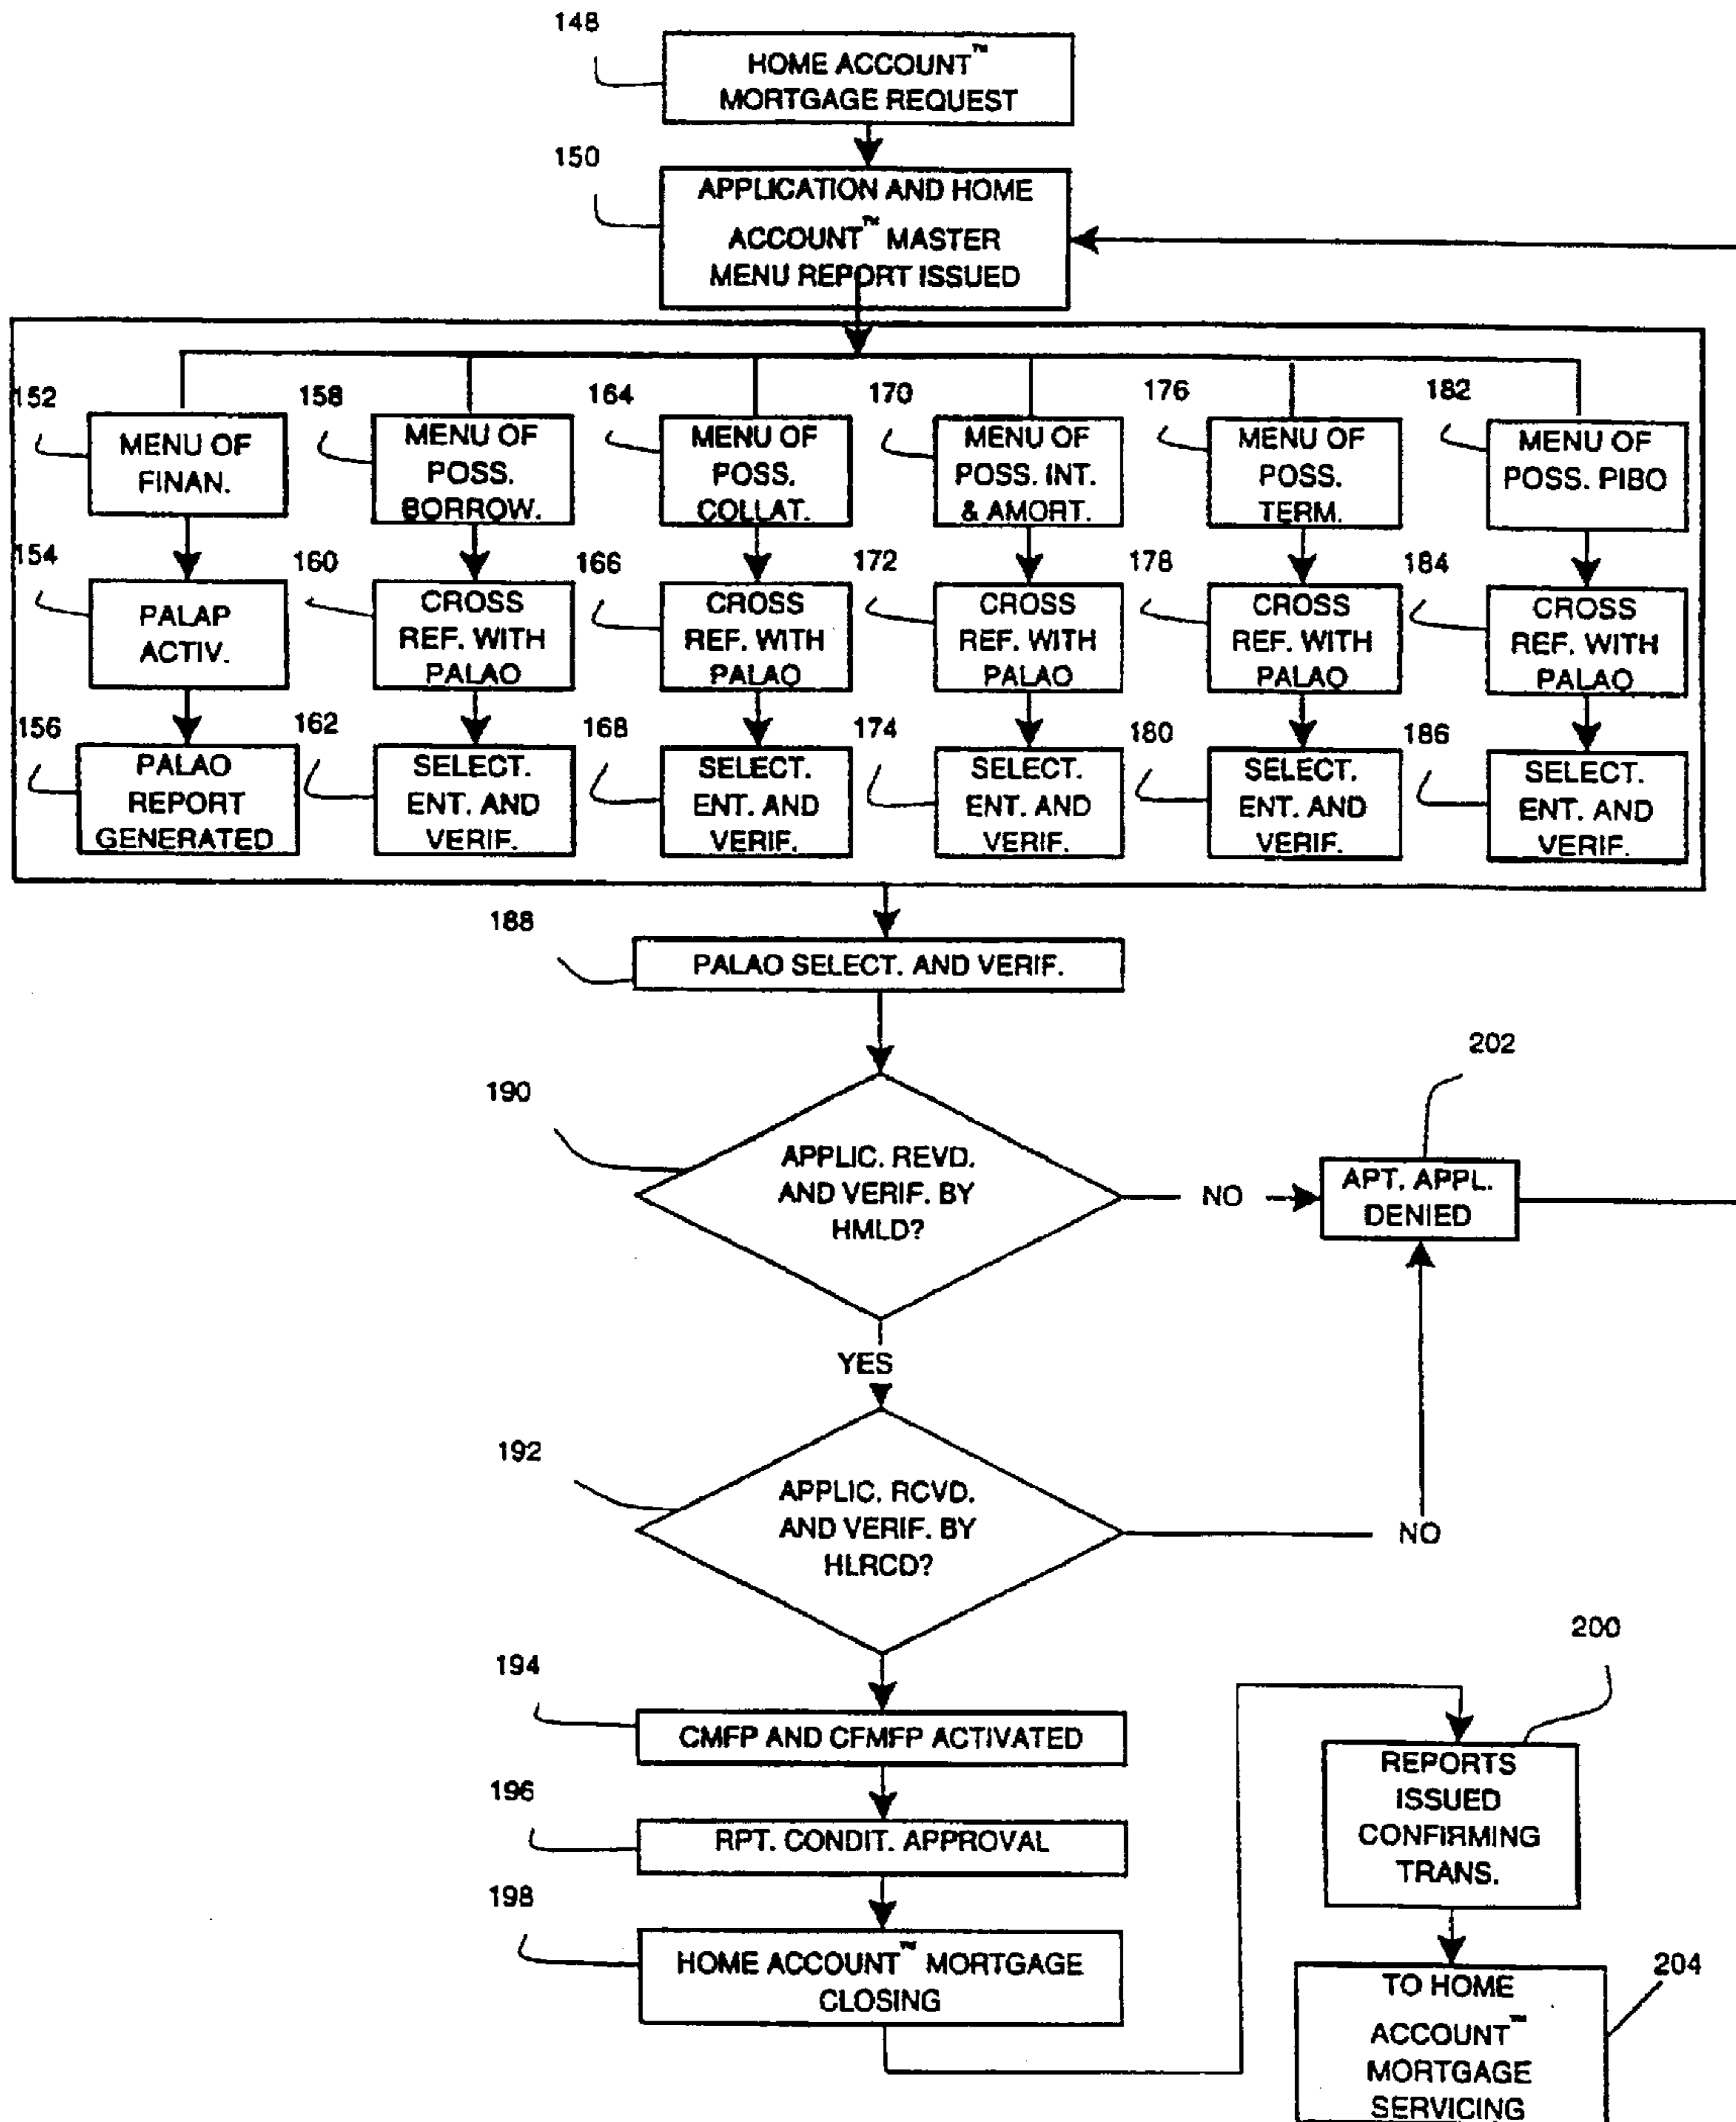 148
HOME ACCOUNT™
MORTGAGE REQUEST
150
APPLICATION AND HOME
ACCOUNT™ MASTER
MENU REPORT ISSUED
152
MENU OF
FINAN.
158
MENU OF
POSS.
BORROW.
164
MENU OF
POSS.
COLLAT.
170
MENU OF
POSS. INT.
& AMORT.
176
MENU OF
POSS.
TERM.
182
MENU OF
POSS. PIBO
154
PALAP
ACTIV.
160
CROSS
REF. WITH
PALAO
166
CROSS
REF. WITH
PALAO
172
CROSS
REF. WITH
PALAO
178
CROSS
REF. WITH
PALAO
184
CROSS
REF. WITH
PALAO
156
PALAO
REPORT
GENERATED
162
SELECT.
ENT. AND
VERIF.
168
SELECT.
ENT. AND
VERIF.
174
SELECT.
ENT. AND
VERIF.
180
SELECT.
ENT. AND
VERIF.
186
SELECT.
ENT. AND
VERIF.
188
PALAO SELECT. AND VERIF.
190
APPLIC. REVD.
AND VERIF. BY
HMLD?
NO
202
APT. APPL.
DENIED
YES
192
APPLIC. RCVD.
AND VERIF. BY
HLRCD?
NO
194
CMFP AND CFMFP ACTIVATED
196
RPT. CONDIT. APPROVAL
198
HOME ACCOUNT™ MORTGAGE
CLOSING
200
REPORTS
ISSUED
CONFIRMING
TRANS.
204
TO HOME
ACCOUNT™
MORTGAGE
SERVICING